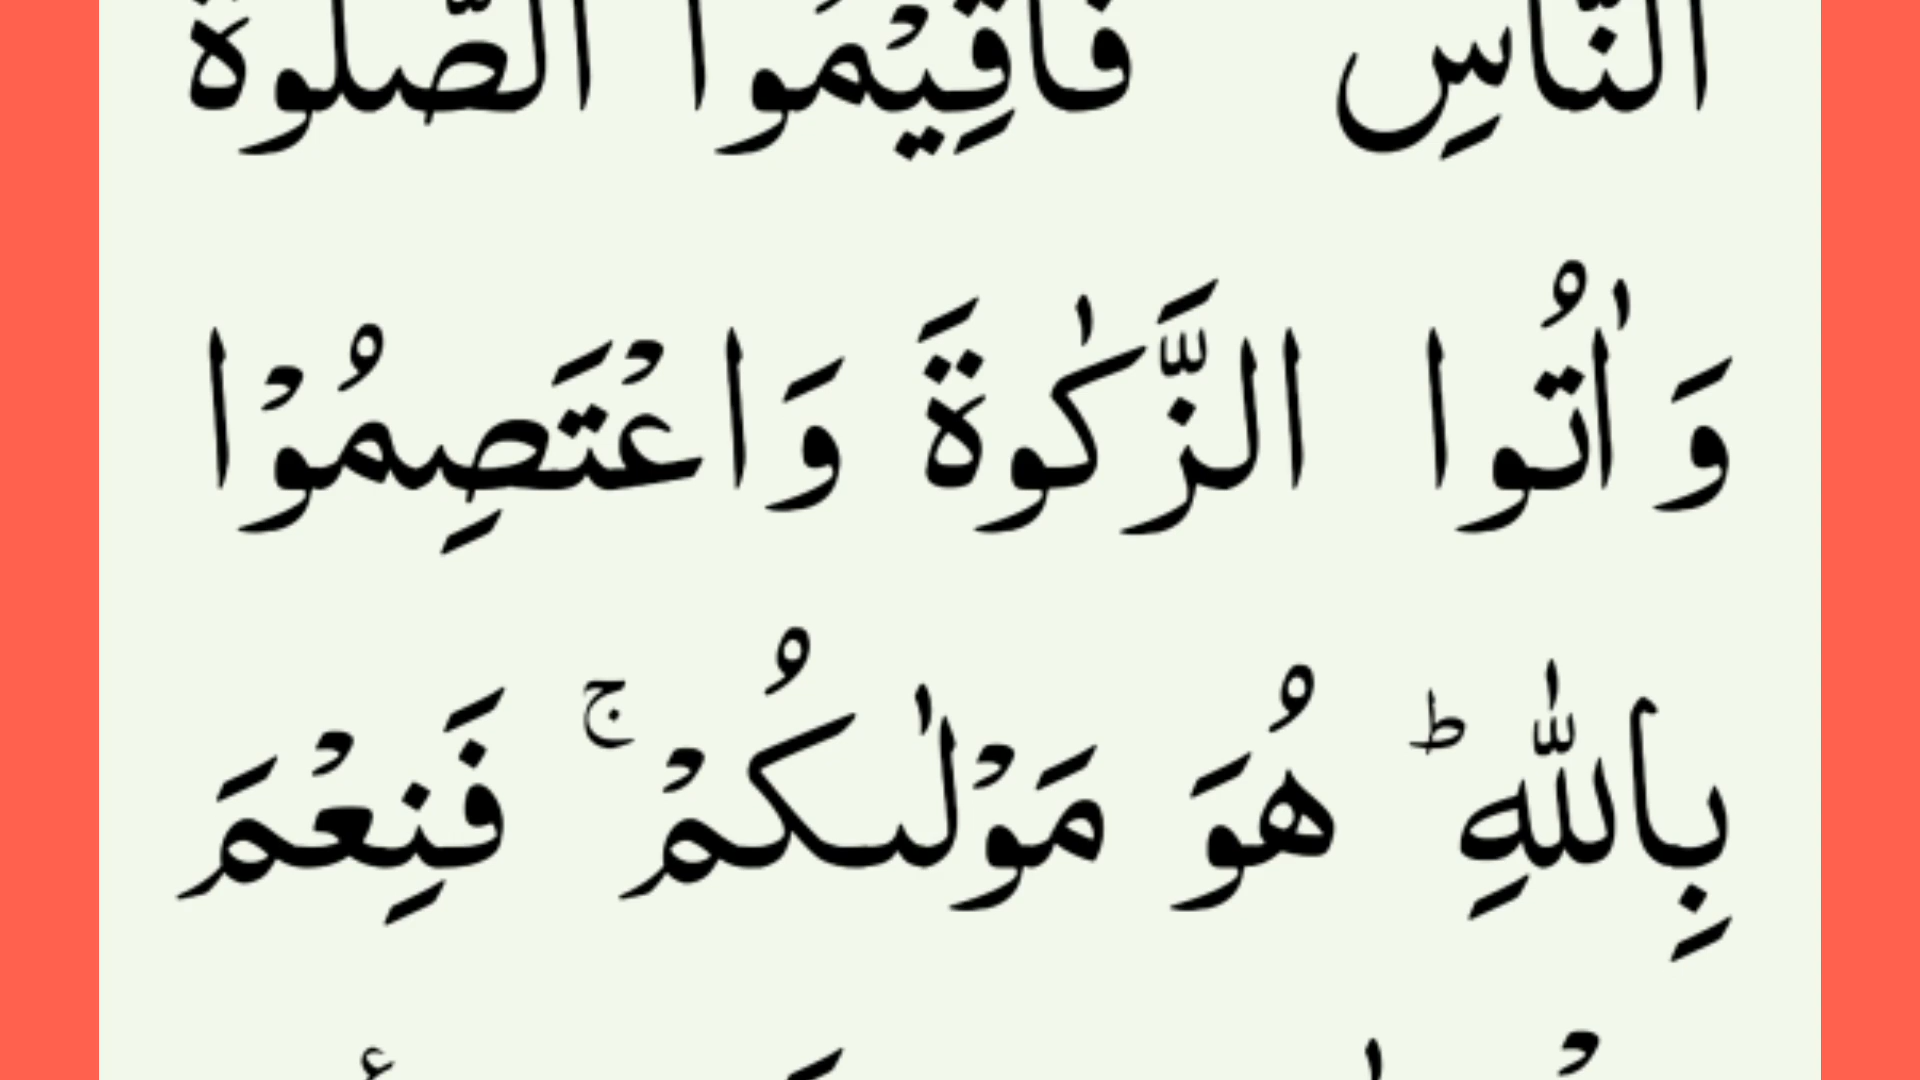 النَّاسِ فَاَقِيْمُوا الصَّلٰوةَ
وَ اٰتُوا الزَّكٰوةَ وَاعْتَصِمُوْا
بِاللّٰهِ ؕ هُوَ مَوْلٰىكُمْ ۚ فَنِعْمَ